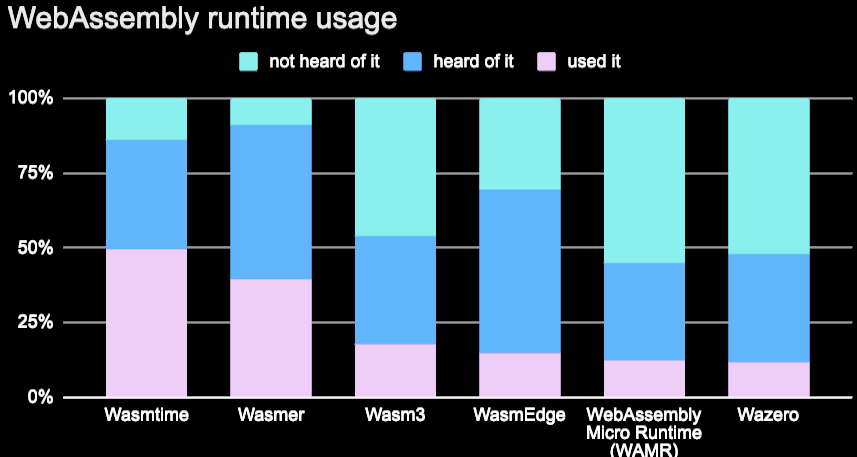 WebAssembly runtime usage
not heard of it heard of it used it
100%
75%
50%
25%
0%
Wasmtime Wasmer Wasm3 WasmEdge WebAssembly Wazero
Micro Runtime
(WAMR)